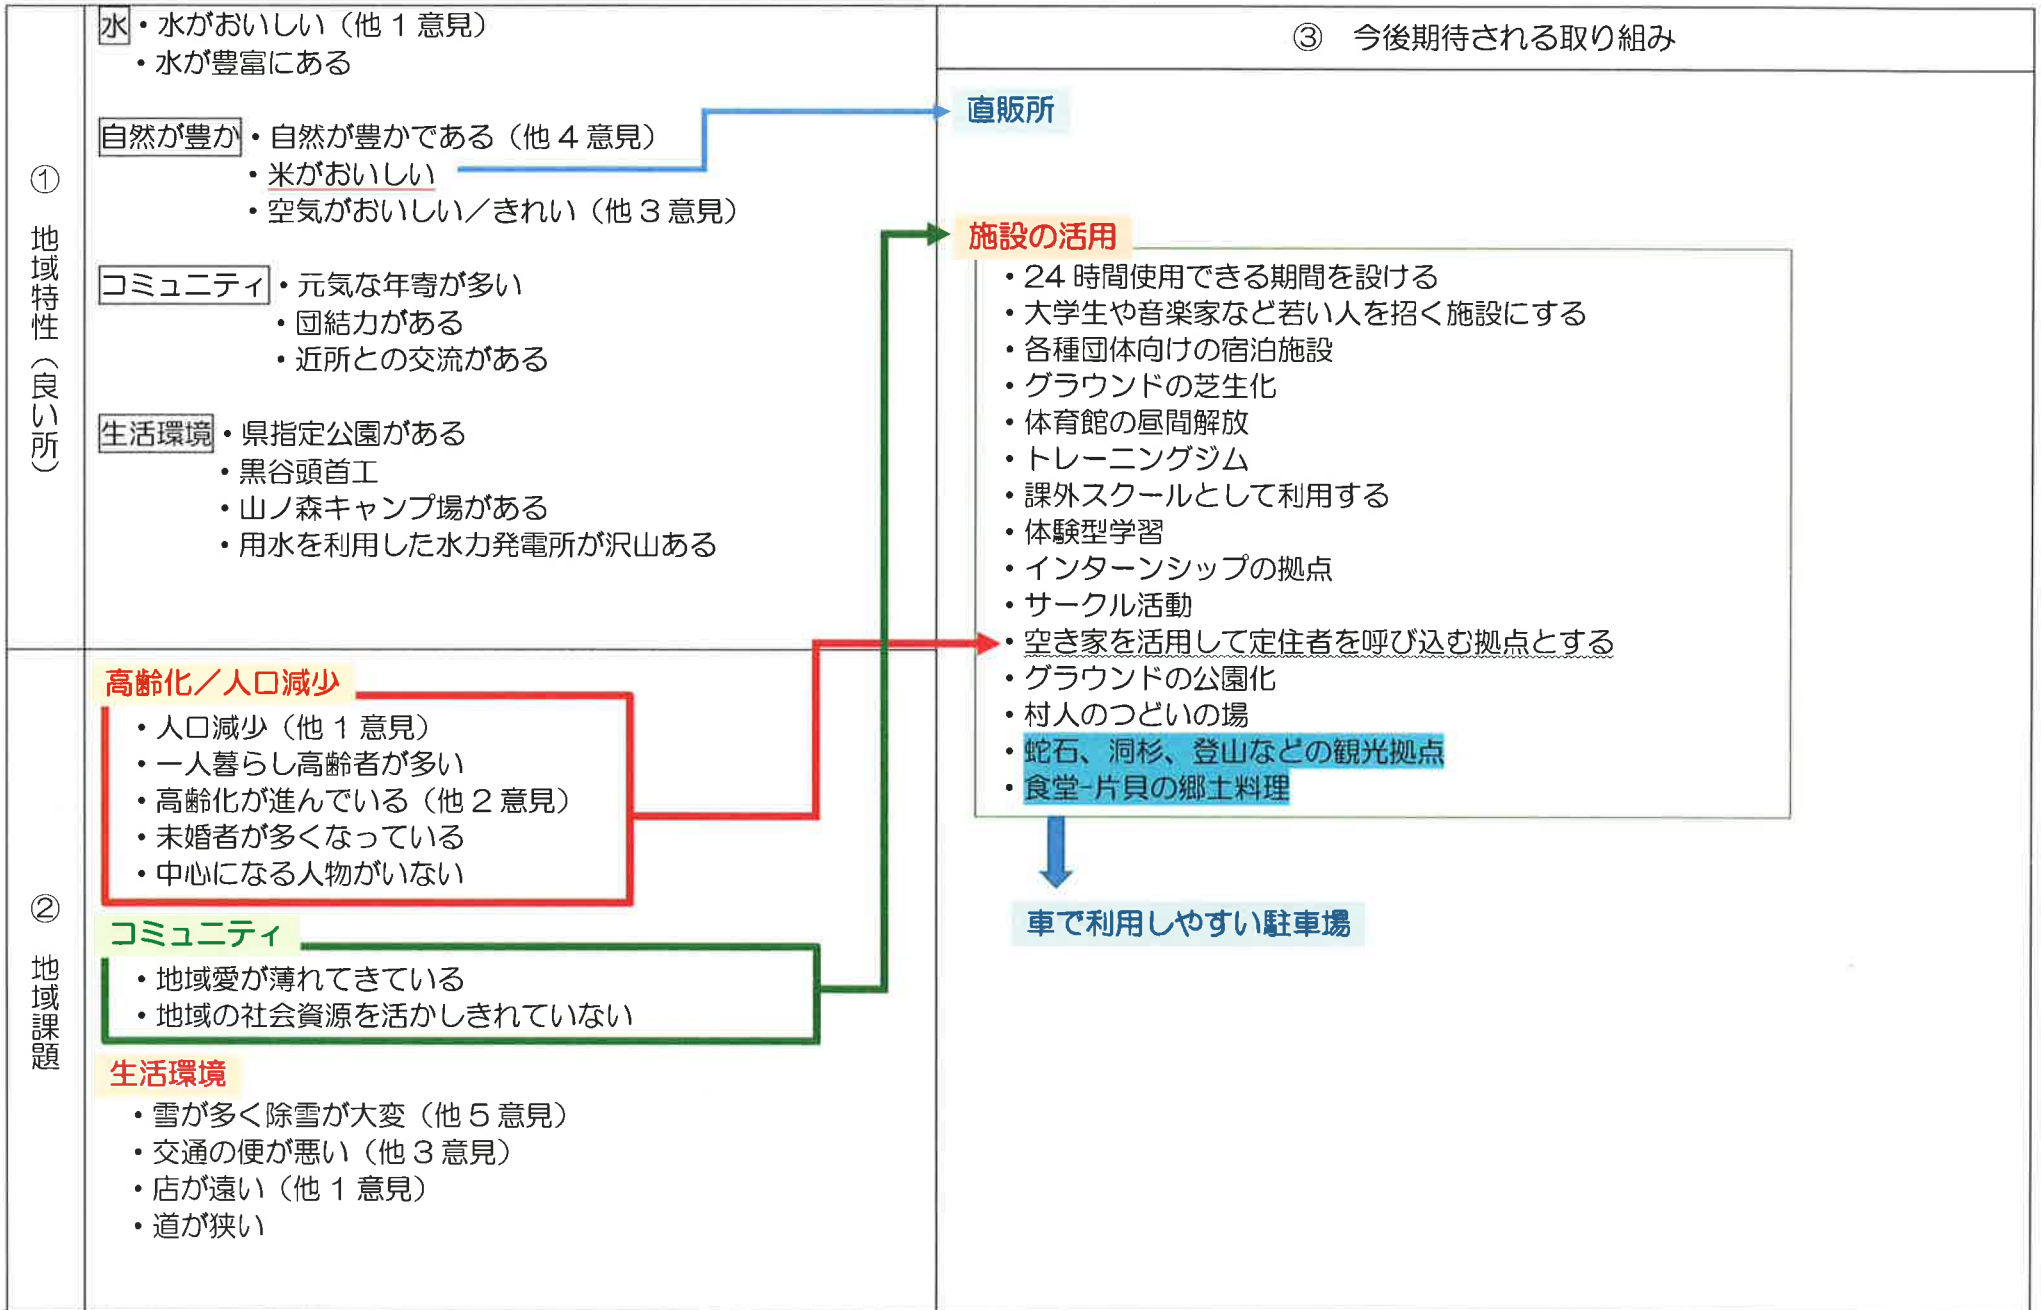 ① 地域特性（良い所）
水・水がおいしい（他１意見）
・水が豊富にある
自然が豊か・自然が豊かである（他４意見）
・米がおいしい
・空気がおいしい／きれい（他３意見）
コミュニティ・元気な年寄が多い
・団結力がある
・近所との交流がある
生活環境・県指定公園がある
・黒谷頭首工
・山ノ森キャンプ場がある
・用水を利用した水力発電所が沢山ある
② 地域課題
高齢化／人口減少
・人口減少（他１意見）
・一人暮らし高齢者が多い
・高齢化が進んでいる（他２意見）
・未婚者が多くなっている
・中心になる人物がいない
コミュニティ
・地域愛が薄れてきている
・地域の社会資源を活かしきれていない
生活環境
・雪が多く除雪が大変（他５意見）
・交通の便が悪い（他３意見）
・店が遠い（他１意見）
・道が狭い
③ 今後期待される取り組み
直販所
施設の活用
・24時間使用できる期間を設ける
・大学生や音楽家など若い人を招く施設にする
・各種団体向けの宿泊施設
・グラウンドの芝生化
・体育館の昼間解放
・トレーニングジム
・課外スクールとして利用する
・体験型学習
・インターンシップの拠点
・サークル活動
・空き家を活用して定住者を呼び込む拠点とする
・グラウンドの公園化
・村人のつどいの場
・蛇石、洞杉、登山などの観光拠点
・食堂-片貝の郷土料理
車で利用しやすい駐車場